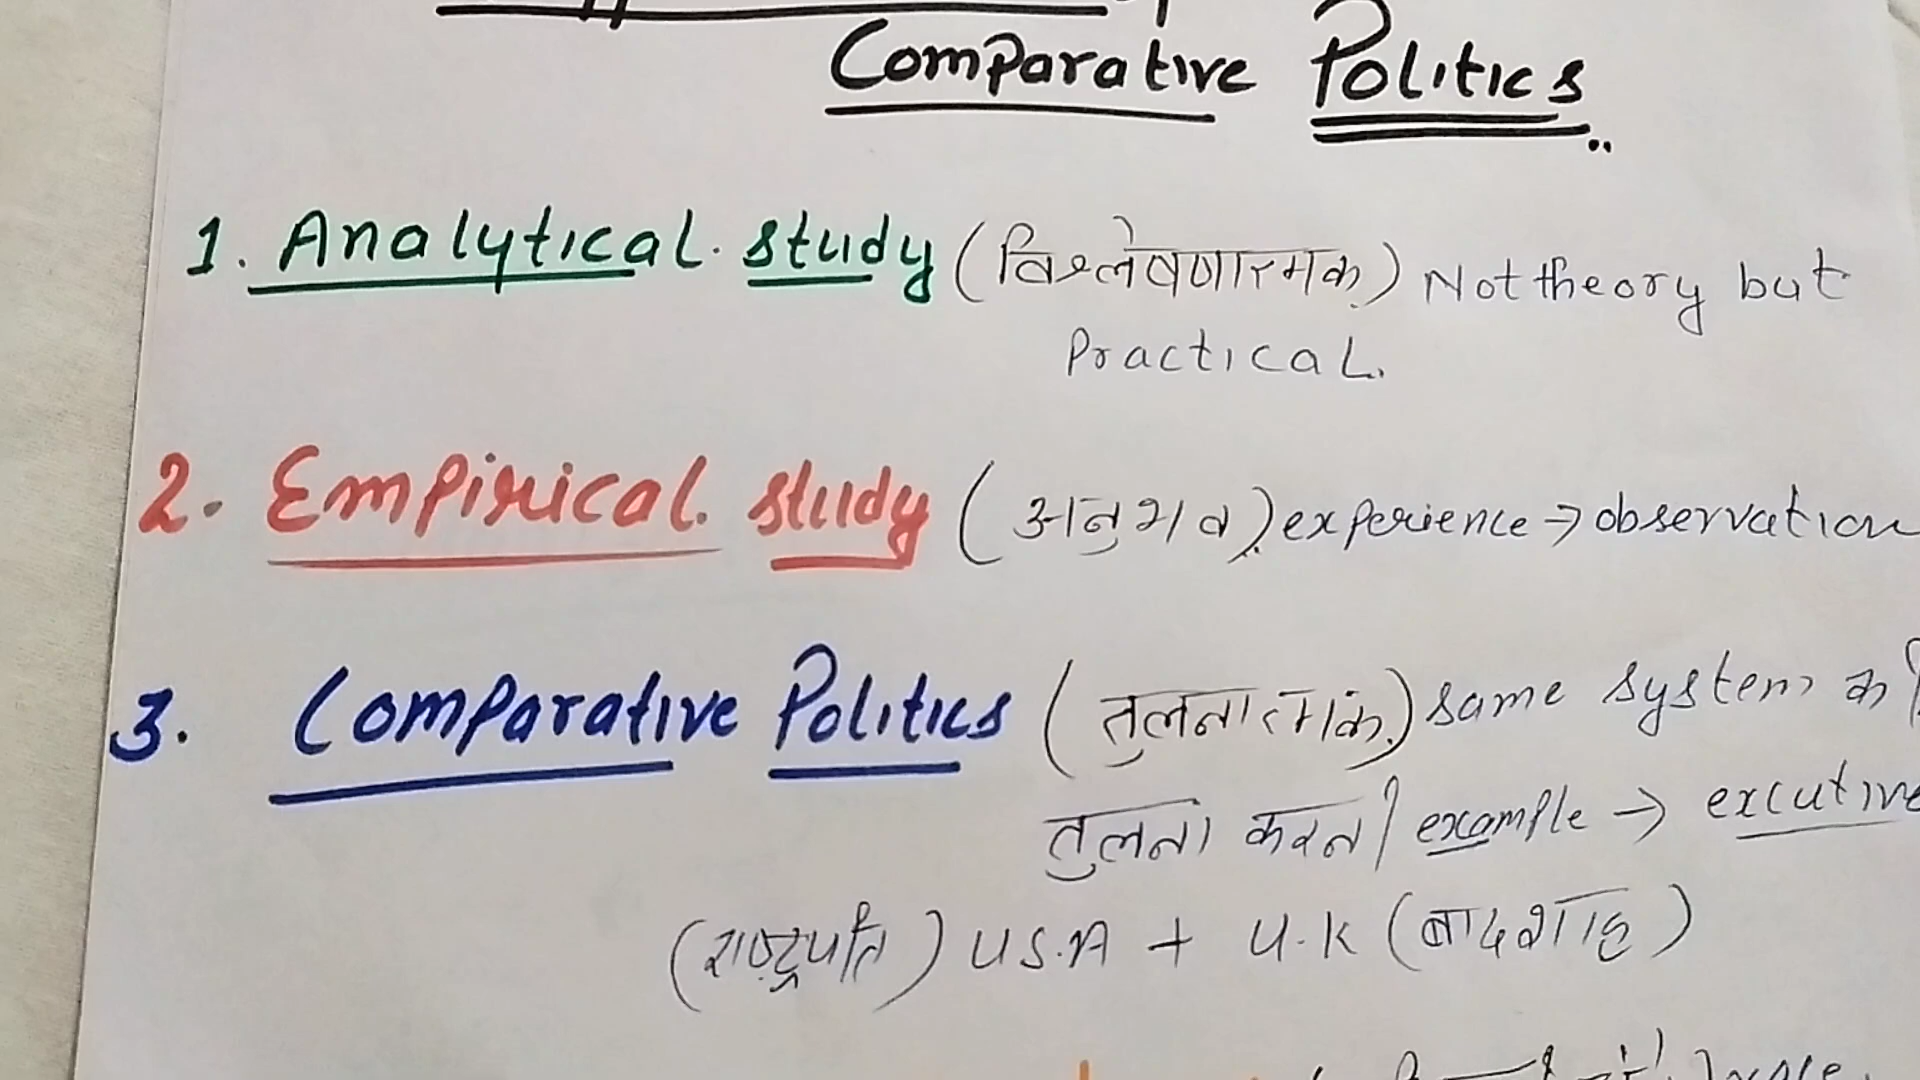 Comparative Politics
1. Analytical study (विश्लेषणात्मक) Not theory but
Practical.
2. Empirical study (अनुभव) experience → observation
3. Comparative Politics (तुलनात्मक) same system की
तुलना करना example → excutive
(राष्ट्रपति) U.S.A + U.K (बादशाह)